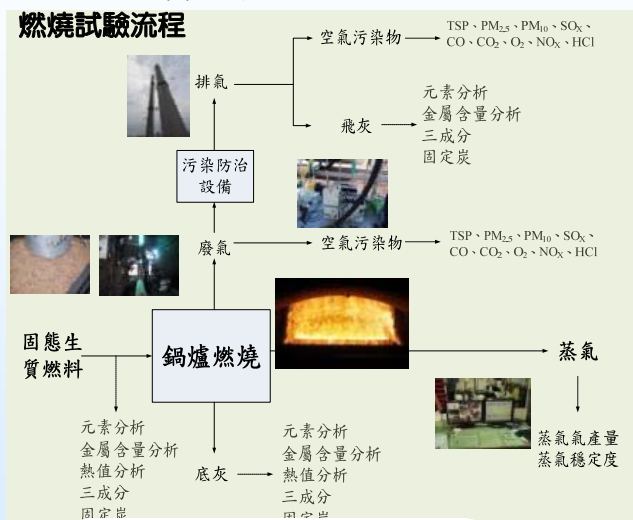 燃燒試驗流程
空氣污染物
TSP、PM2.5、PM10、SOX、
CO、CO2、O2、NOX、HCl
排氣
飛灰
元素分析
金屬含量分析
三成分
固定炭
污染防治
設備
廢氣
空氣污染物
TSP、PM2.5、PM10、SOX、
CO、CO2、O2、NOX、HCl
固態生
質燃料
鍋爐燃燒
蒸氣
元素分析
金屬含量分析
熱值分析
三成分
固定炭
底灰
元素分析
金屬含量分析
熱值分析
三成分
固定炭
蒸氣氣產量
蒸氣穩定度